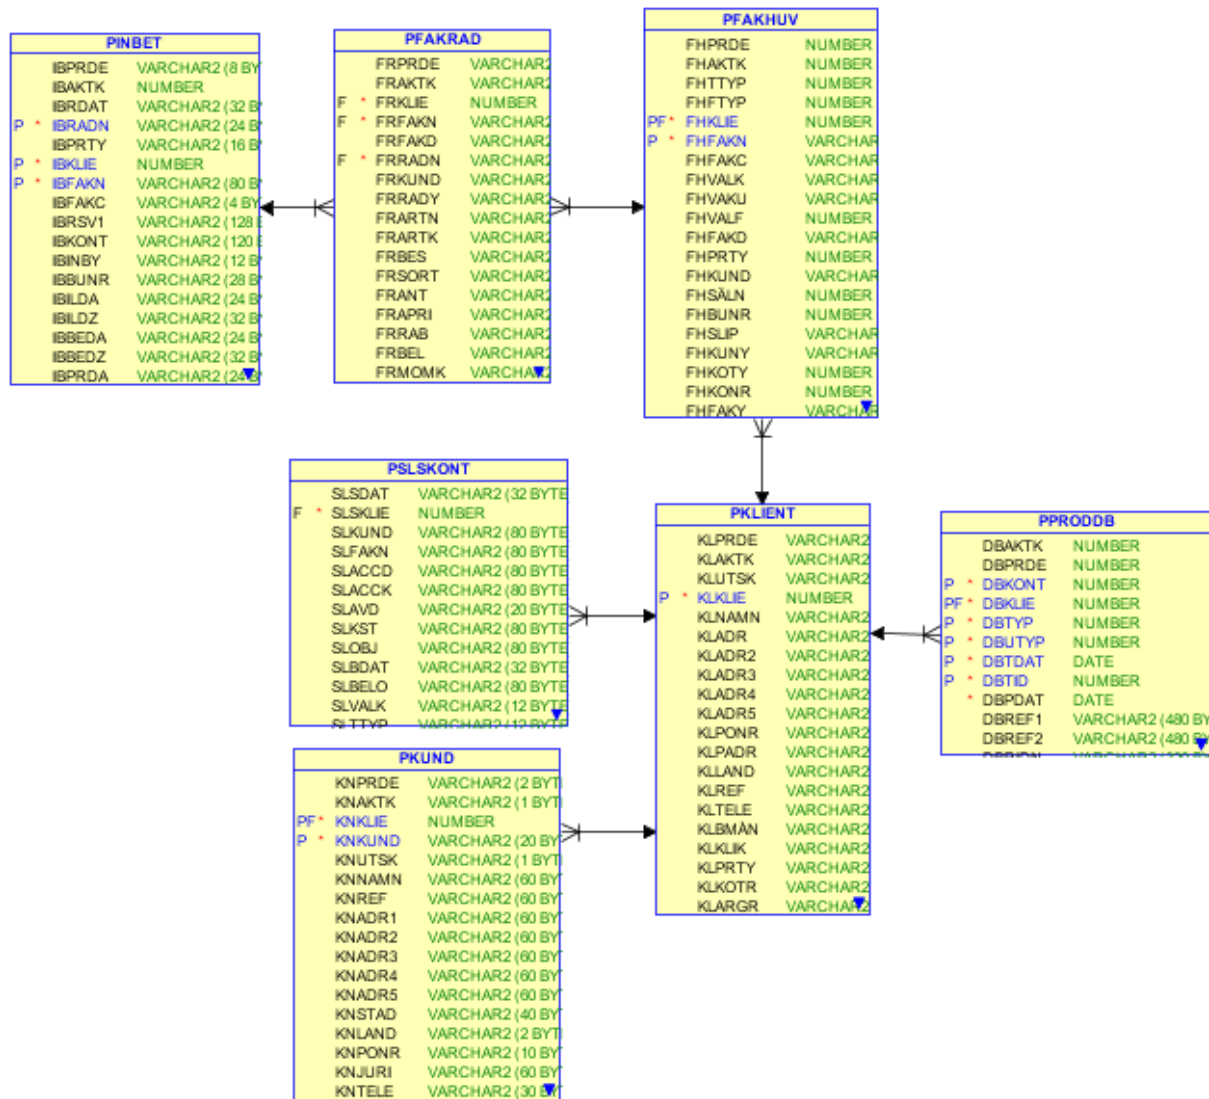 PINBET
IBPRDE VARCHAR2 (8 BY
IBAKTK NUMBER
IBRDAT VARCHAR2 (32 B
P * IBRADN VARCHAR2 (24 B
IBPRTY VARCHAR2 (16 B
P * IBKLIE NUMBER
P * IBFAKN VARCHAR2 (80 B
IBFAKC VARCHAR2 (4 BY
IBRSV1 VARCHAR2 (128
IBKONT VARCHAR2 (120
IBINBY VARCHAR2 (12 B
IBBUNR VARCHAR2 (28 B
IBILDA VARCHAR2 (24 B
IBILDZ VARCHAR2 (32 B
IBBEDA VARCHAR2 (24 B
IBBEDZ VARCHAR2 (32 B
IBPRDA VARCHAR2 (24
PFAKRAD
FRPRDE VARCHAR2
FRAKTK VARCHAR2
F * FRKLIE NUMBER
F * FRFAKN VARCHAR2
FRFAKD VARCHAR2
F * FRRADN VARCHAR2
FRKUND VARCHAR2
FRRADY VARCHAR2
FRARTN VARCHAR2
FRARTK VARCHAR2
FRBES VARCHAR2
FRSORT VARCHAR2
FRANT VARCHAR2
FRAPRI VARCHAR2
FRRAB VARCHAR2
FRBEL VARCHAR2
FRMOMK VARCHAR2
PFAKHUV
FHPRDE NUMBER
FHAKTK NUMBER
FHTTYP NUMBER
FHFTYP NUMBER
PF * FHKLIE NUMBER
P * FHFAKN VARCHAR
FHFAKC VARCHAR
FHVALK VARCHAR
FHVAKU VARCHAR
FHVALF NUMBER
FHFAKD VARCHAR
FHPRTY NUMBER
FHKUND VARCHAR
FHSÄLN NUMBER
FHBUNR NUMBER
FHSLIP VARCHAR
FHKUNY VARCHAR
FHKOTY NUMBER
FHKONR NUMBER
FHFAKY VARCHAR
PSLSKONT
SLSDAT VARCHAR2 (32 BYTE
F * SLSKLIE NUMBER
SLKUND VARCHAR2 (80 BYTE
SLFAKN VARCHAR2 (80 BYTE
SLACCD VARCHAR2 (80 BYTE
SLACCK VARCHAR2 (80 BYTE
SLAVD VARCHAR2 (20 BYTE
SLKST VARCHAR2 (80 BYTE
SLOBJ VARCHAR2 (80 BYTE
SLBDAT VARCHAR2 (32 BYTE
SLBELO VARCHAR2 (80 BYTE
SLVALK VARCHAR2 (12 BYTE
SLTTYP VARCHAR2 (12 BYTE
PKLIENT
KLPRDE VARCHAR2
KLAKTK VARCHAR2
KLUTSK VARCHAR2
P * KLKLIE NUMBER
KLNAMN VARCHAR2
KLADR VARCHAR2
KLADR2 VARCHAR2
KLADR3 VARCHAR2
KLADR4 VARCHAR2
KLADR5 VARCHAR2
KLPONR VARCHAR2
KLPADR VARCHAR2
KLLAND VARCHAR2
KLREF VARCHAR2
KLTELE VARCHAR2
KLBMÄN VARCHAR2
KLKLIK VARCHAR2
KLPRTY VARCHAR2
KLKOTR VARCHAR2
KLARGR VARCHAR2
PPRODDB
DBAKTK NUMBER
DBPRDE NUMBER
P * DBKONT NUMBER
PF * DBKLIE NUMBER
P * DBTYP NUMBER
P * DBUTYP NUMBER
P * DBTDAT DATE
P * DBTID NUMBER
* DBPDAT DATE
DBREF1 VARCHAR2 (480 BY
DBREF2 VARCHAR2 (480 BY
PKUND
KNPRDE VARCHAR2 (2 BYT
KNAKTK VARCHAR2 (1 BYT
PF * KNKLIE NUMBER
P * KNKUND VARCHAR2 (20 BY
KNUTSK VARCHAR2 (1 BYT
KNNAMN VARCHAR2 (60 BY
KNREF VARCHAR2 (60 BY
KNADR1 VARCHAR2 (60 BY
KNADR2 VARCHAR2 (60 BY
KNADR3 VARCHAR2 (60 BY
KNADR4 VARCHAR2 (60 BY
KNADR5 VARCHAR2 (60 BY
KNSTAD VARCHAR2 (40 BY
KNLAND VARCHAR2 (2 BYT
KNPONR VARCHAR2 (10 BY
KNJURI VARCHAR2 (60 BY
KNTELE VARCHAR2 (30 BY